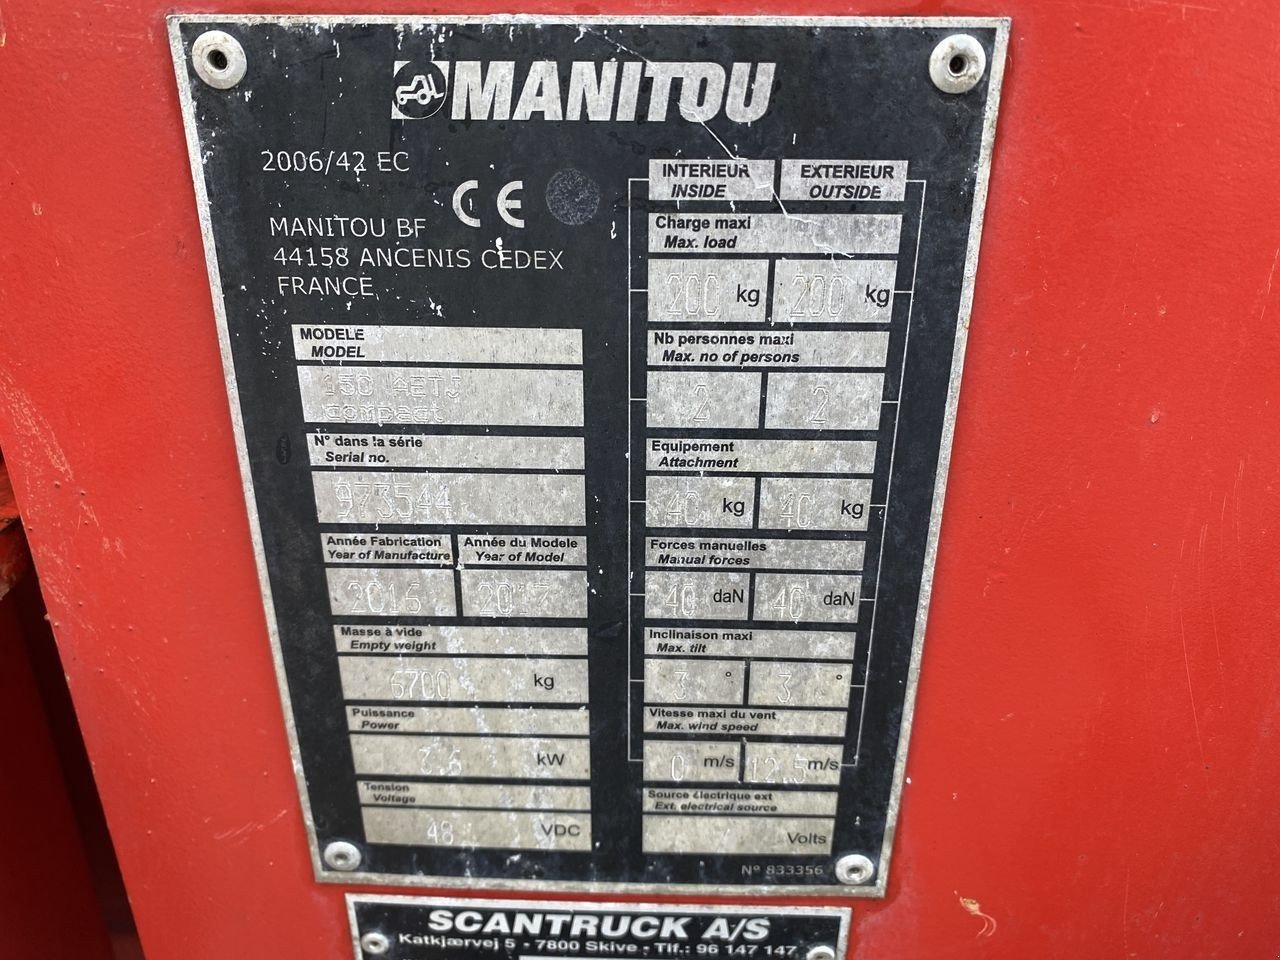 MANITOU
2006/42 EC
CE
MANITOU BF
44158 ANCENIS CEDEX
FRANCE
MODELE
MODEL
150 AETJ
compact
N° dans la série
Serial no.
973544
Année Fabrication Année du Modele
Year of Manufacture Year of Model
2016 2017
Masse à vide
Empty weight
6700 kg
Puissance
Power
kW
Tension
Voltage
48 VDC
INTERIEUR EXTERIEUR
INSIDE OUTSIDE
Charge maxi
Max. load
200 kg 200 kg
Nb personnes maxi
Max. no of persons
2 2
Equipement
Attachment
40 kg 40 kg
Forces manuelles
Manual forces
40 daN 40 daN
Inclinaison maxi
Max. tilt
3 ° 3 °
Vitesse maxi du vent
Max. wind speed
0 m/s 12.5 m/s
Source électrique ext
Ext. electrical source
/ Volts
N° 833356
SCANTRUCK A/S
Katkjærvej 5 - 7800 Skive - Tlf.: 96 147 147